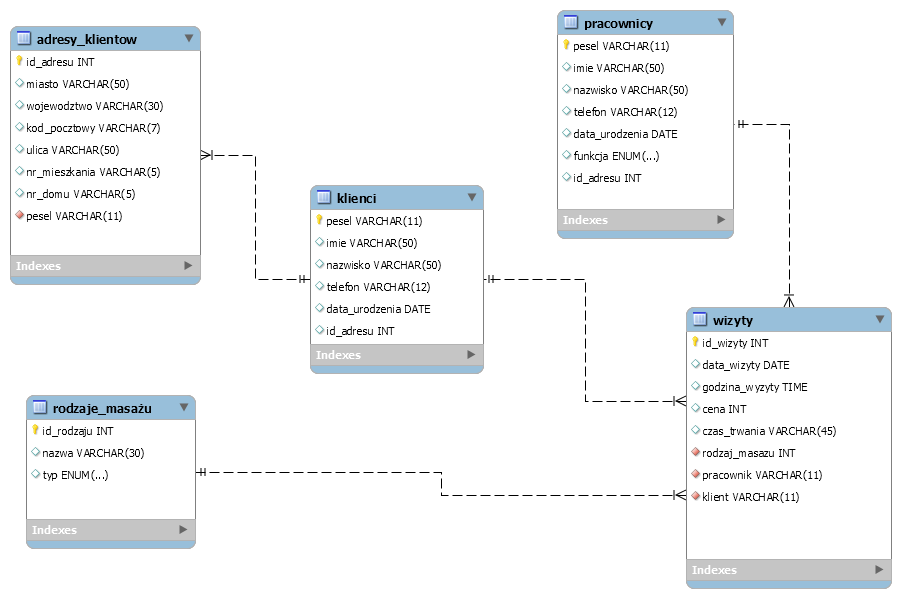 adresy_klientow
id_adresu INT
miasto VARCHAR(50)
wojewodztwo VARCHAR(30)
kod_pocztowy VARCHAR(7)
ulica VARCHAR(50)
nr_mieszkania VARCHAR(5)
nr_domu VARCHAR(5)
pesel VARCHAR(11)
Indexes
pracownicy
pesel VARCHAR(11)
imie VARCHAR(50)
nazwisko VARCHAR(50)
telefon VARCHAR(12)
data_urodzenia DATE
funkcja ENUM(...)
id_adresu INT
Indexes
klienci
pesel VARCHAR(11)
imie VARCHAR(50)
nazwisko VARCHAR(50)
telefon VARCHAR(12)
data_urodzenia DATE
id_adresu INT
Indexes
rodzaje_masażu
id_rodzaju INT
nazwa VARCHAR(30)
typ ENUM(...)
Indexes
wizyty
id_wizyty INT
data_wizyty DATE
godzina_wyzyty TIME
cena INT
czas_trwania VARCHAR(45)
rodzaj_masazu INT
pracownik VARCHAR(11)
klient VARCHAR(11)
Indexes